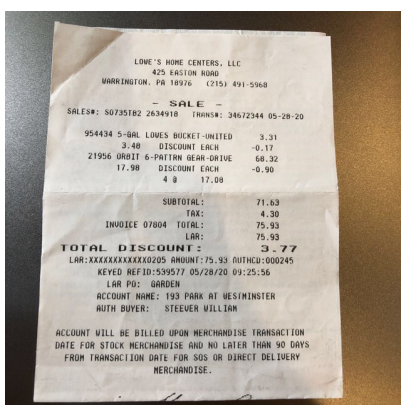 LOWE'S HOME CENTERS, LLC
425 EASTON ROAD
WARRINGTON, PA 18976 (215) 491-5968
- SALE -
SALES#: SO735TB2 2634918 TRANS#: 34672344 05-28-20
954434 5-GAL LOWES BUCKET-UNITED 3.31
3.48 DISCOUNT EACH -0.17
21956 ORBIT 6-PATTRN GEAR-DRIVE 68.32
17.98 DISCOUNT EACH -0.90
4 @ 17.08
SUBTOTAL: 71.63
TAX: 4.30
INVOICE 07804 TOTAL: 75.93
LAR: 75.93
TOTAL DISCOUNT: 3.77
LAR:XXXXXXXXXXXX0205 AMOUNT:75.93 AUTHCD:000245
KEYED REFID:539577 05/28/20 09:25:56
LAR PO: GARDEN
ACCOUNT NAME: 193 PARK AT WESTMINSTER
AUTH BUYER: STEEVER WILLIAM
ACCOUNT WILL BE BILLED UPON MERCHANDISE TRANSACTION
DATE FOR STOCK MERCHANDISE AND NO LATER THAN 90 DAYS
FROM TRANSACTION DATE FOR SOS OR DIRECT DELIVERY
MERCHANDISE.